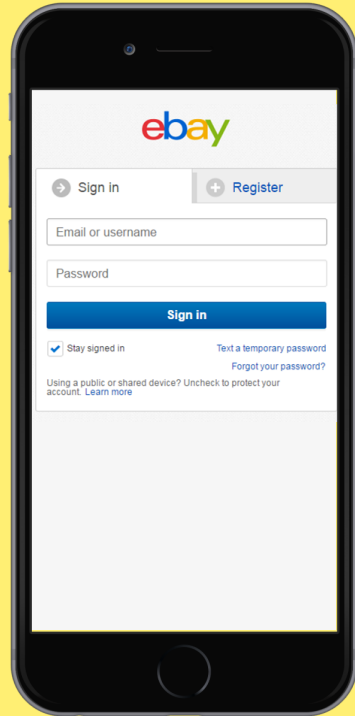 ebay
Sign in
Register
Email or username
Password
Sign in
Stay signed in
Text a temporary password
Forgot your password?
Using a public or shared device? Uncheck to protect your
account. Learn more